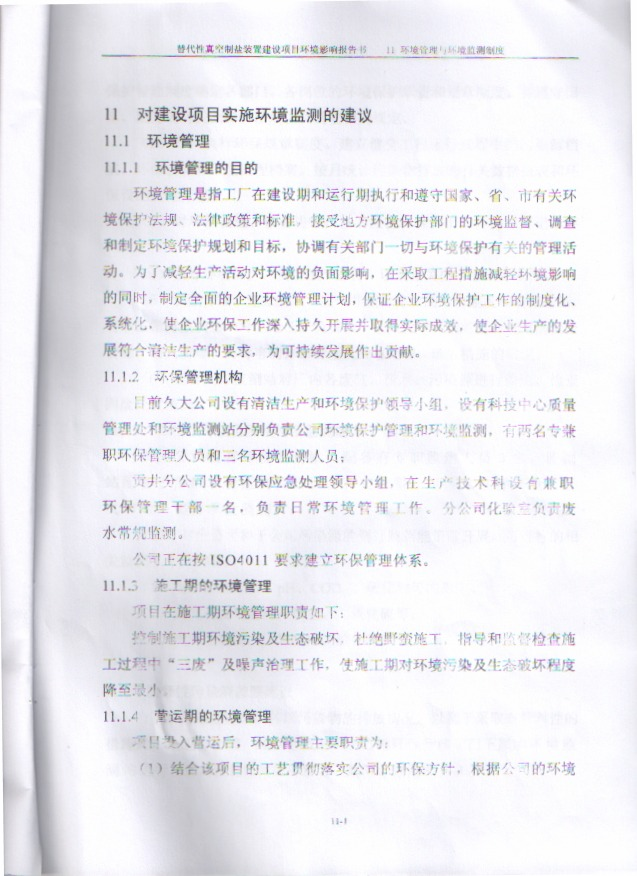 替代性真空制盐装置建设项目环境影响报告书 11 环境管理与环境监测制度
11 对建设项目实施环境监测的建议
11.1 环境管理
11.1.1 环境管理的目的
环境管理是指工厂在建设期和运行期执行和遵守国家、省、市有关环
境保护法规、法律政策和标准，接受地方环境保护部门的环境监督、调查
和制定环境保护规划和目标，协调有关部门一切与环境保护有关的管理活
动。为了减轻生产活动对环境的负面影响，在采取工程措施减轻环境影响
的同时，制定全面的企业环境管理计划，保证企业环境保护工作的制度化、
系统化，使企业环保工作深入持久开展并取得实际成效，使企业生产的发
展符合清洁生产的要求，为可持续发展作出贡献。
11.1.2 环保管理机构
目前久大公司设有清洁生产和环境保护领导小组，设有科技中心质量
管理处和环境监测站分别负责公司环境保护管理和环境监测，有两名专兼
职环保管理人员和三名环境监测人员；
贡井分公司设有环保应急处理领导小组，在生产技术科设有兼职
环保管理干部一名，负责日常环境管理工作。分公司化验室负责废
水常规监测。
公司正在按 ISO4011 要求建立环保管理体系。
11.1.3 施工期的环境管理
项目在施工期环境管理职责如下：
控制施工期环境污染及生态破坏，杜绝野蛮施工，指导和监督检查施
工过程中“三废”及噪声治理工作，使施工期对环境污染及生态破坏程度
降至最小
11.1.4 营运期的环境管理
项目投入营运后，环境管理主要职责为：
（1）结合该项目的工艺贯彻落实公司的环保方针，根据公司的环境
11-1